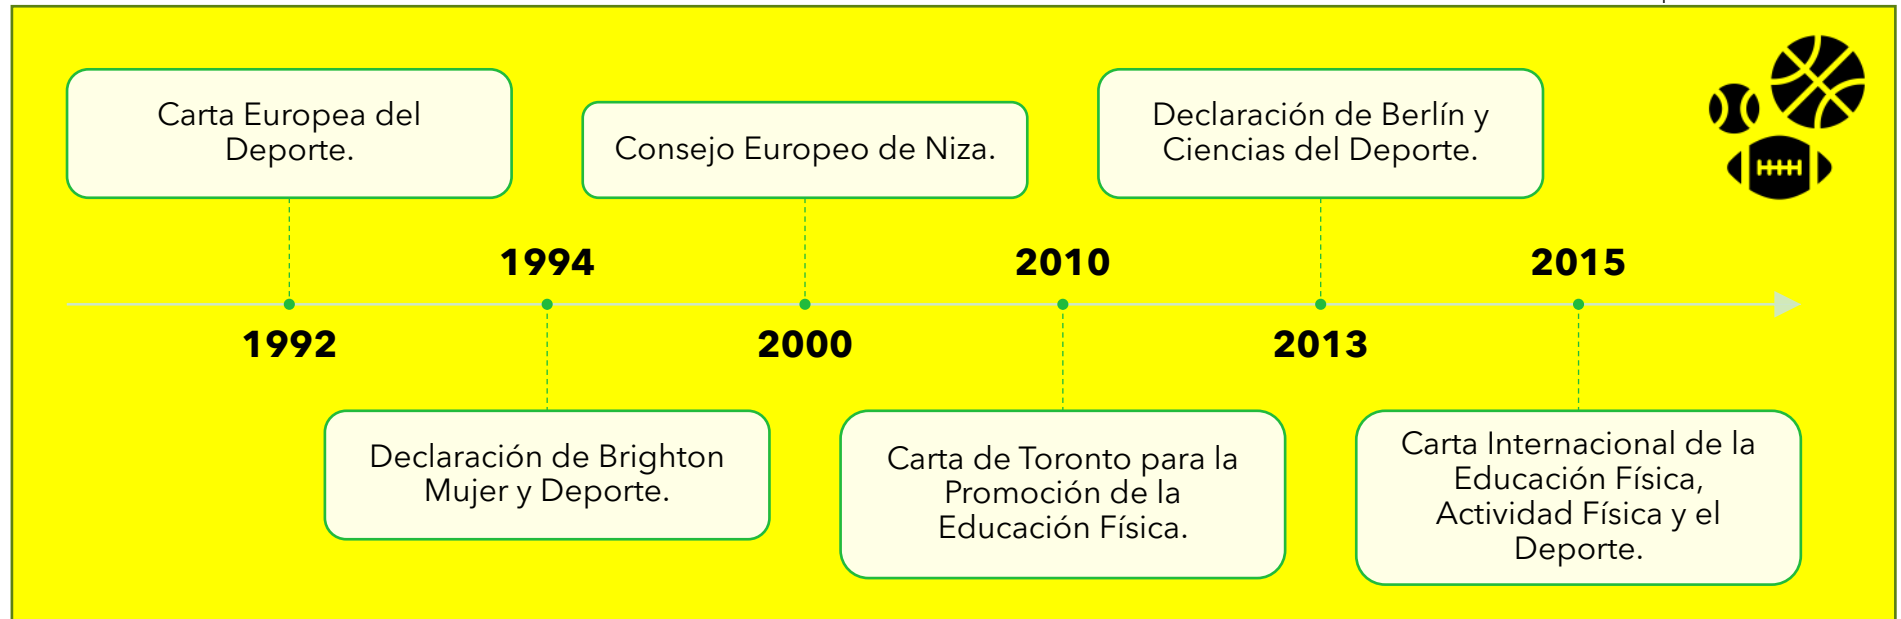 Carta Europea del
Deporte.
Consejo Europeo de Niza.
Declaración de Berlín y
Ciencias del Deporte.
1994
2010
2015
1992
2000
2013
Declaración de Brighton
Mujer y Deporte.
Carta de Toronto para la
Promoción de la
Educación Física.
Carta Internacional de la
Educación Física,
Actividad Física y el
Deporte.